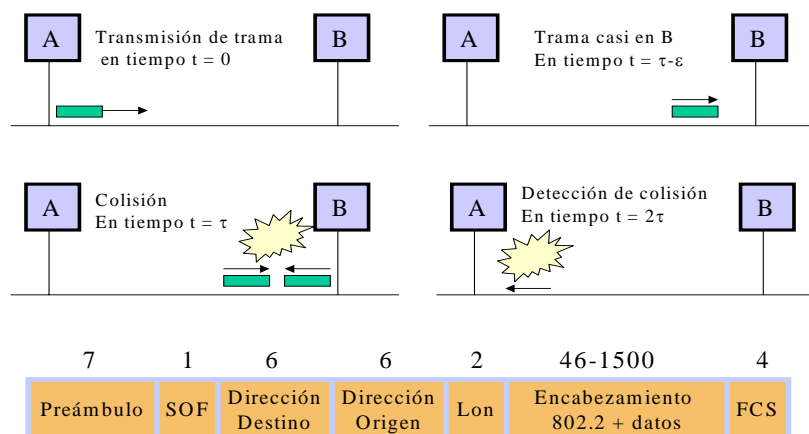 A
Transmisión de trama
en tiempo t = 0
B
A
Trama casi en B
En tiempo t = τ-ε
B
A
Colisión
En tiempo t = τ
B
A
Detección de colisión
En tiempo t = 2τ
B
7 1 6 6 2 46-1500 4
Preámbulo SOF Dirección Destino Dirección Origen Lon Encabezamiento 802.2 + datos FCS